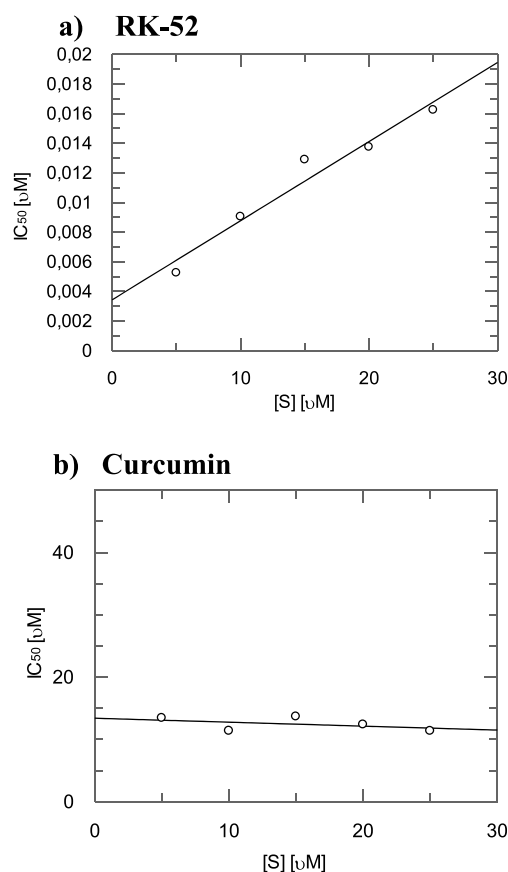 a) RK-52
0,02
0,018
0,016
0,014
0,012
0,01
0,008
0,006
0,004
0,002
0
IC50 [υM]
0 10 20 30
[S] [υM]
b) Curcumin
40
20
0
IC50 [υM]
0 10 20 30
[S] [υM]